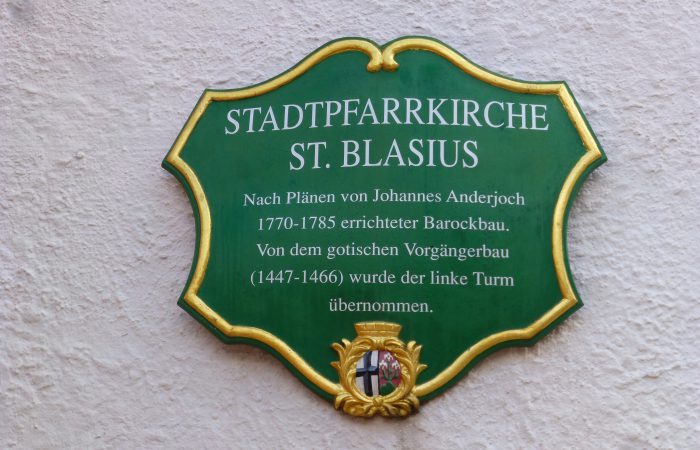 STADTPFARRKIRCHE
ST. BLASIUS
Nach Plänen von Johannes Anderjoch
1770-1785 errichteter Barockbau.
Von dem gotischen Vorgängerbau
(1447-1466) wurde der linke Turm
übernommen.